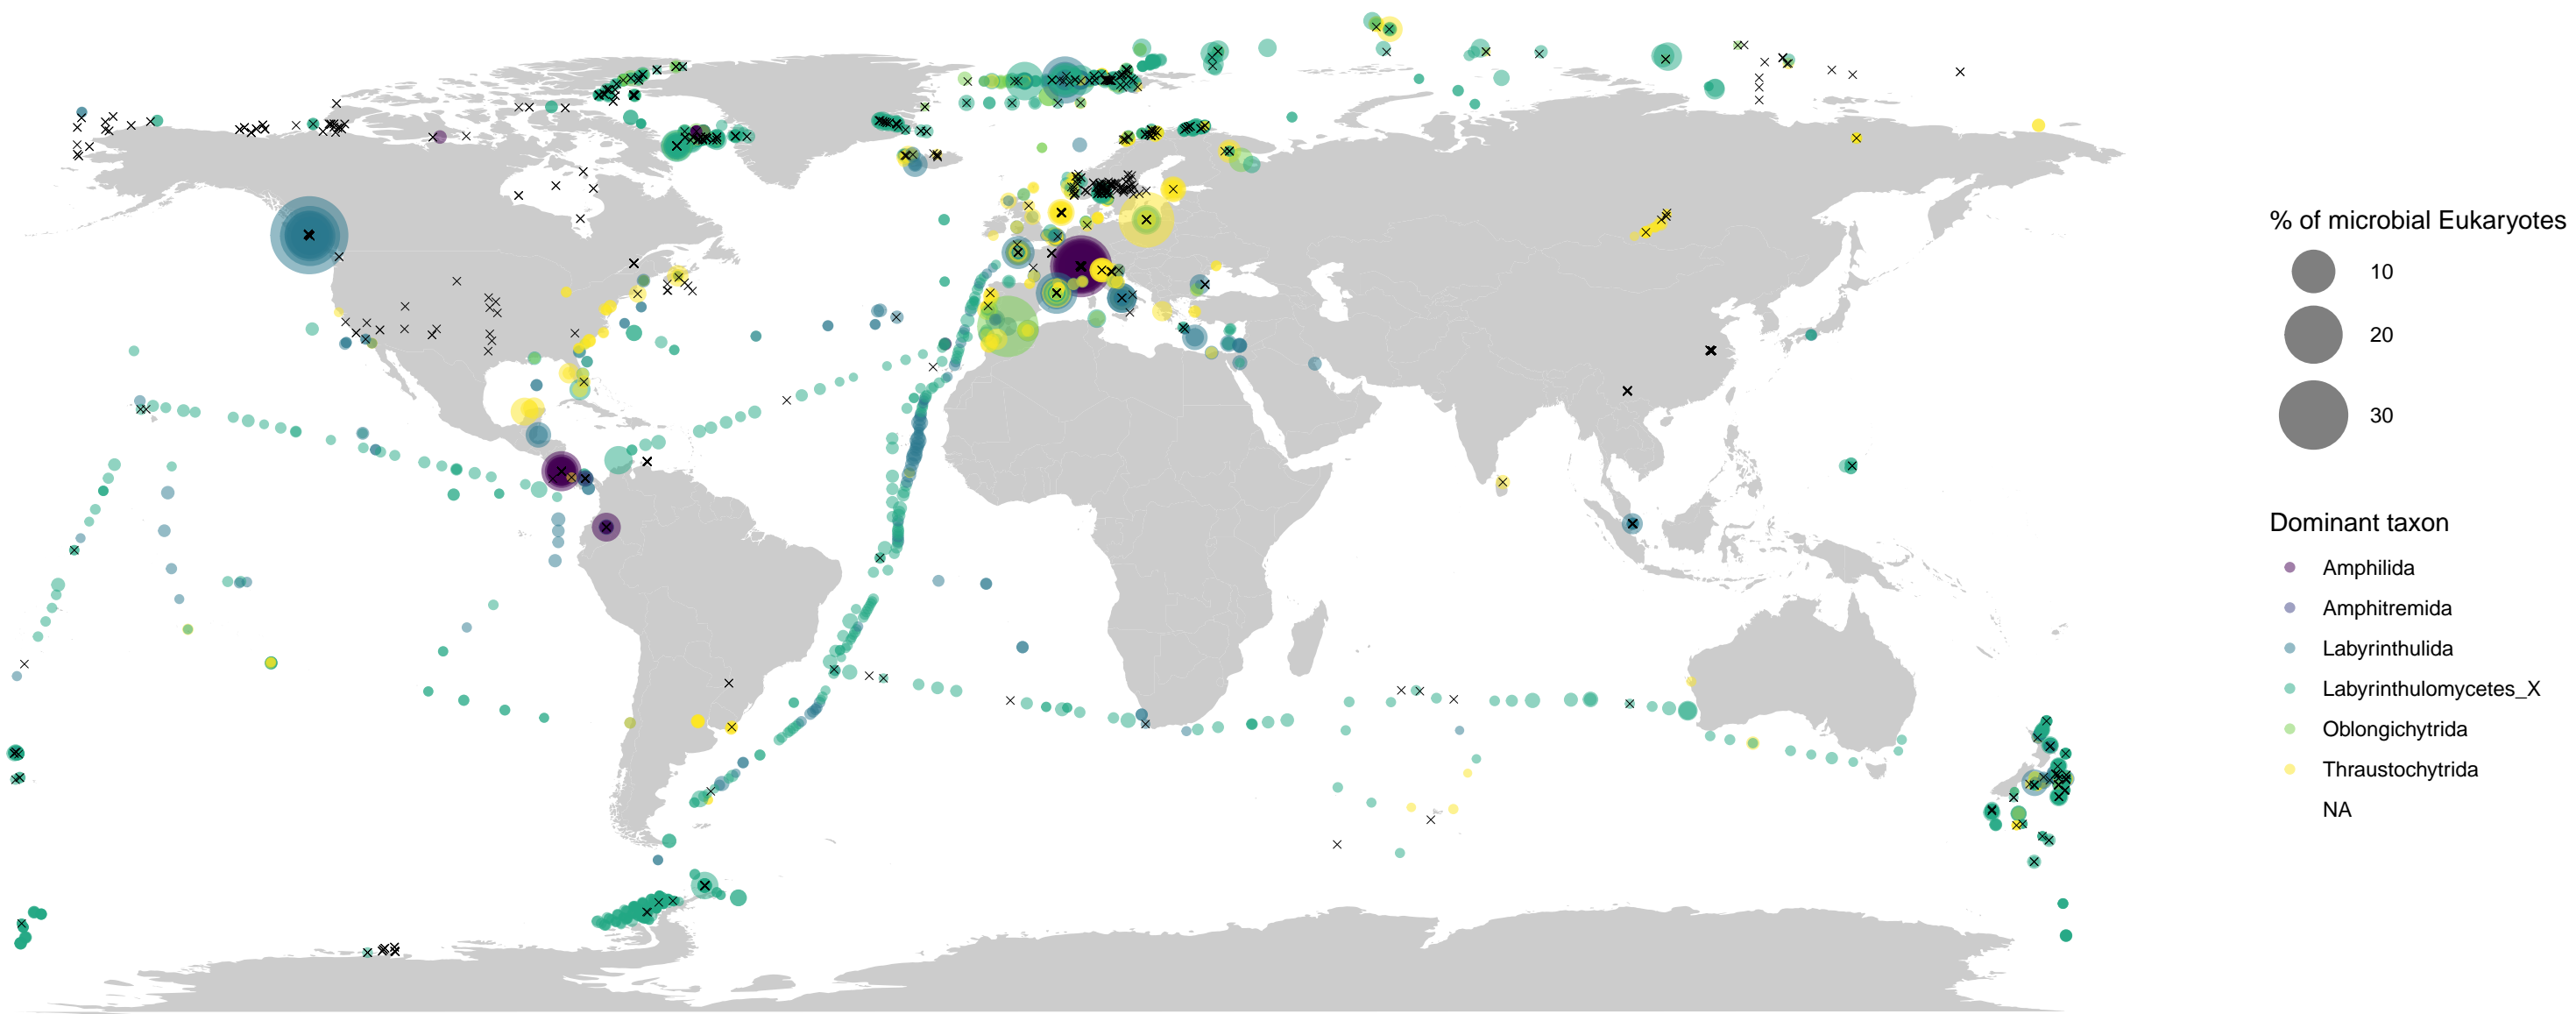 % of microbial Eukaryotes
10
20
30
Dominant taxon
Amphilida
Amphitremida
Labyrinthulida
Labyrinthulomycetes_X
Oblongichytrida
Thraustochytrida
NA